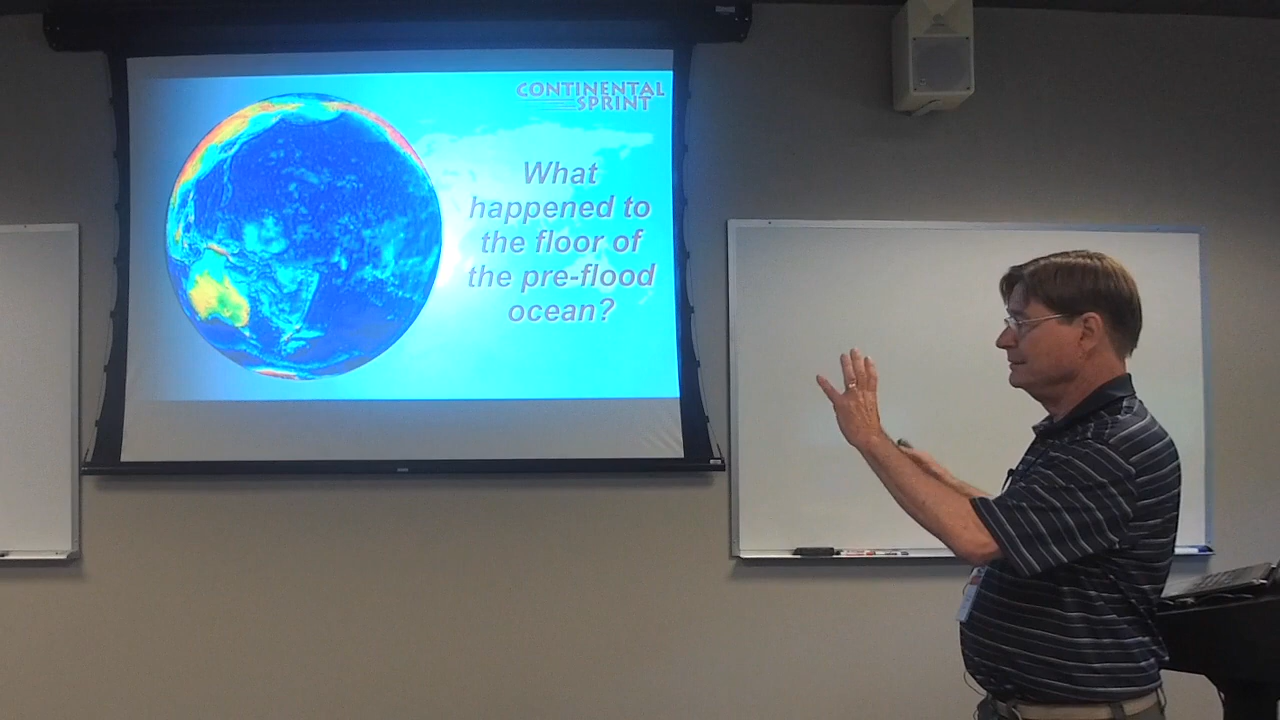 CONTINENTAL
SPRINT
What
happened to
the floor of
the pre-flood
ocean?